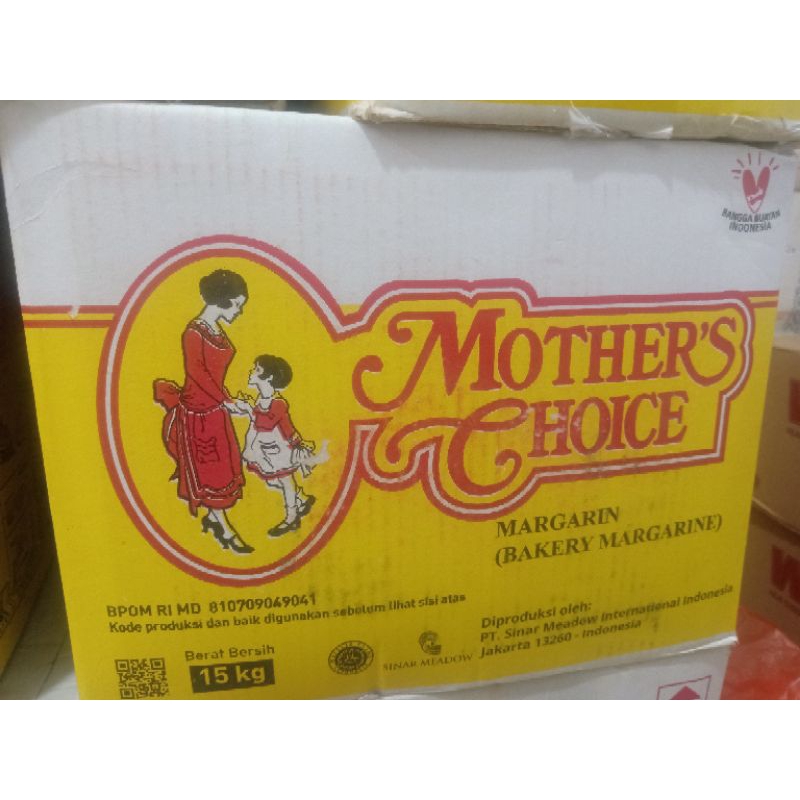 BANGGA BUATAN
INDONESIA
MOTHER'S
CHOICE
MARGARIN
(BAKERY MARGARINE)
BPOM RI MD 810709049041
Kode produksi dan baik digunakan sebelum lihat sisi atas
Berat Bersih
15 kg
SINAR MEADOW
Diproduksi oleh:
PT. Sinar Meadow International Indonesia
Jakarta 13260 - Indonesia